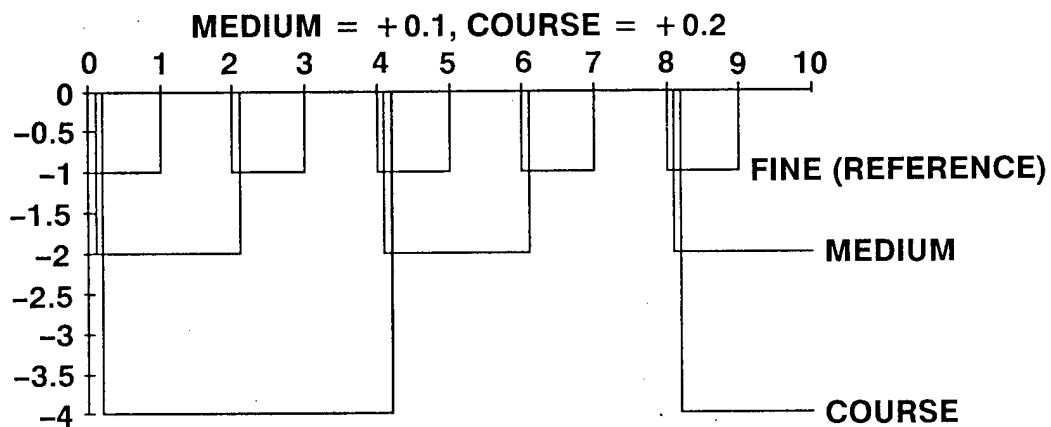 MEDIUM = +0.1, COURSE = +0.2
0 1 2 3 4 5 6 7 8 9 10
0
−0.5
−1
FINE (REFERENCE)
−1.5
−2
MEDIUM
−2.5
−3
−3.5
−4
COURSE